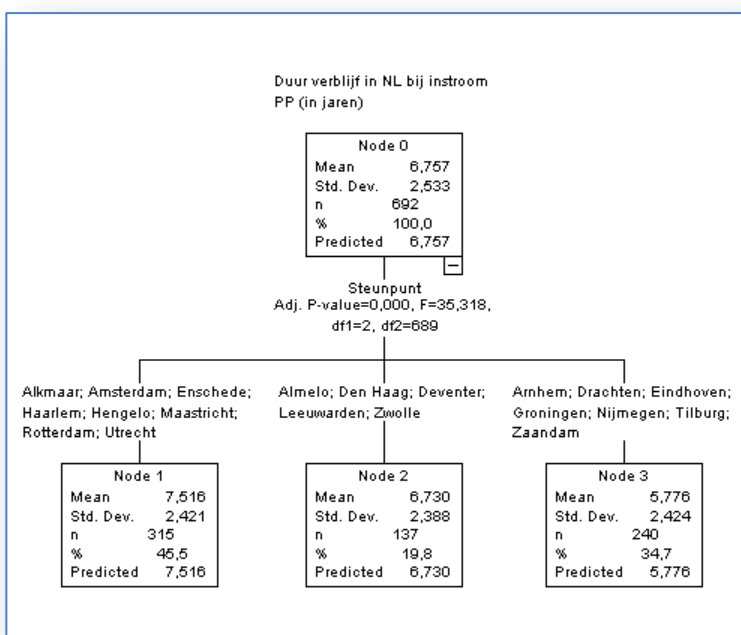 Duur verblijf in NL bij instroom
PP (in jaren)
Node 0
Mean 6,757
Std. Dev. 2,533
n 692
% 100,0
Predicted 6,757
Steunpunt
Adj. P-value=0,000, F=35,318,
df1=2, df2=689
Alkmaar; Amsterdam; Enschede;
Haarlem; Hengelo; Maastricht;
Rotterdam; Utrecht
Node 1
Mean 7,516
Std. Dev. 2,421
n 315
% 45,5
Predicted 7,516
Almelo; Den Haag; Deventer;
Leeuwarden; Zwolle
Node 2
Mean 6,730
Std. Dev. 2,388
n 137
% 19,8
Predicted 6,730
Arnhem; Drachten; Eindhoven;
Groningen; Nijmegen; Tilburg;
Zaandam
Node 3
Mean 5,776
Std. Dev. 2,424
n 240
% 34,7
Predicted 5,776